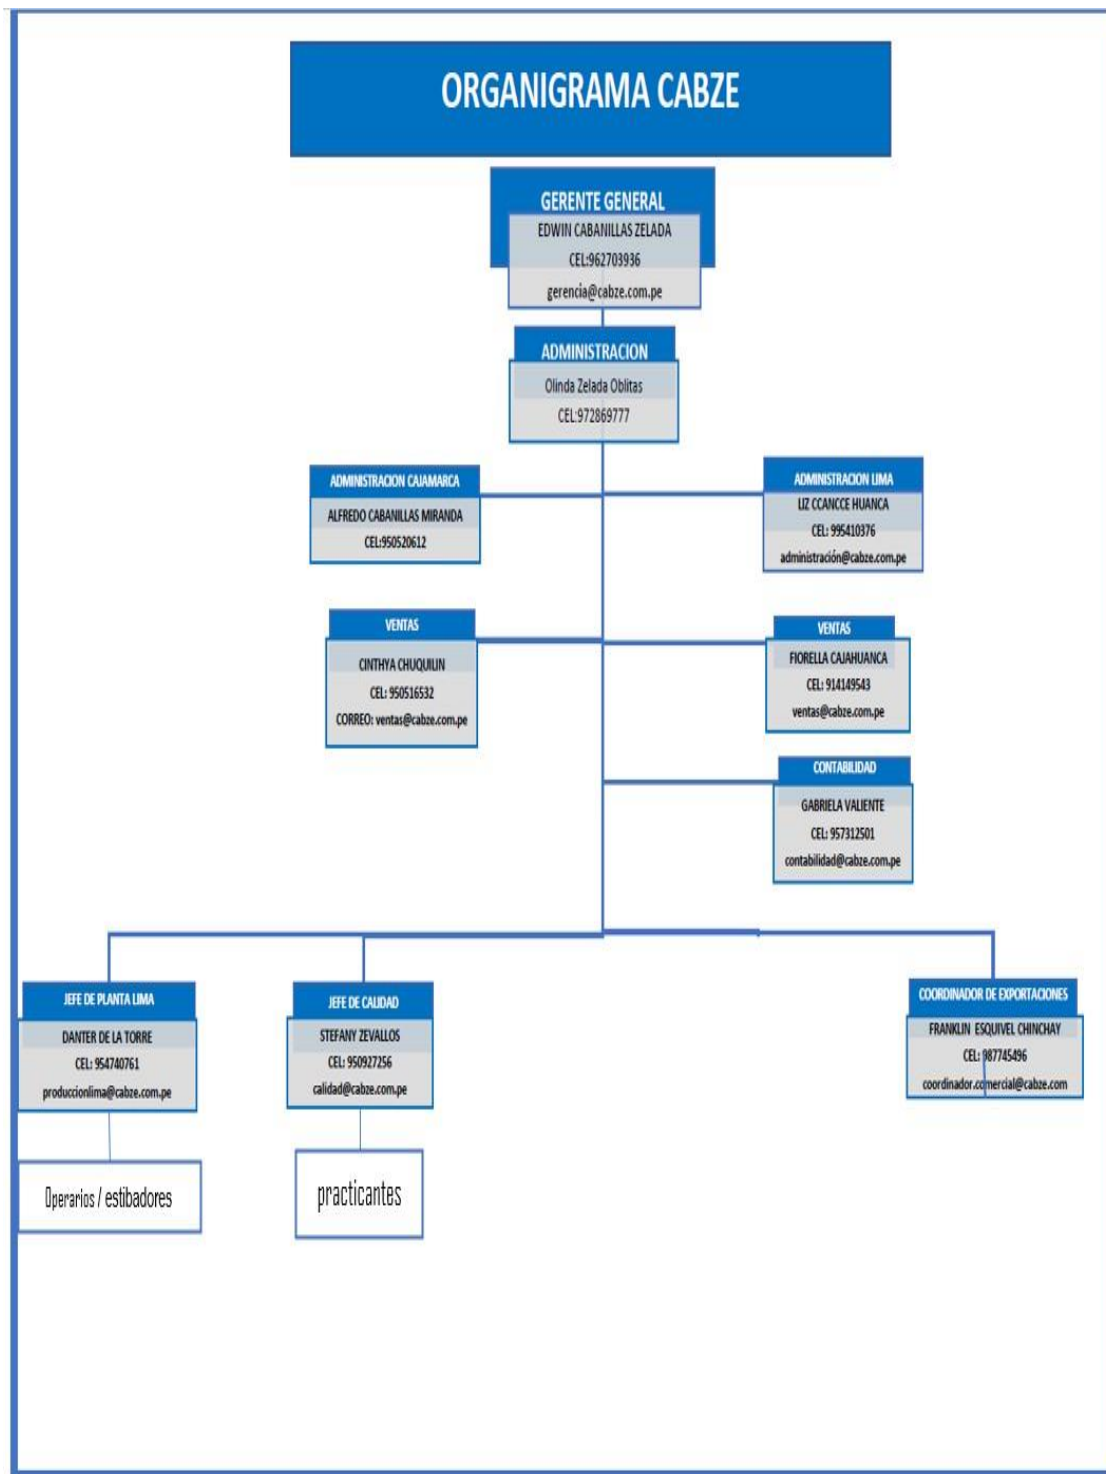 ORGANIGRAMA CABZE
GERENTE GENERAL
EDWIN CABANILLAS ZELADA
CEL:962703936
gerencia@cabze.com.pe
ADMINISTRACION
Olinda Zelada Oblitas
CEL:972869777
ADMINISTRACION CAJAMARCA
ALFREDO CABANILLAS MIRANDA
CEL:950520612
ADMINISTRACION LIMA
LIZ CCANCCE HUANCA
CEL: 995410376
administración@cabze.com.pe
VENTAS
CINTHYA CHUQUILIN
CEL: 950516532
CORREO: ventas@cabze.com.pe
VENTAS
FIORELLA CAJAHUANCA
CEL: 914149543
ventas@cabze.com.pe
CONTABILIDAD
GABRIELA VALIENTE
CEL: 957312501
contabilidad@cabze.com.pe
JEFE DE PLANTA LIMA
DANTER DE LA TORRE
CEL: 954740761
produccionlima@cabze.com.pe
JEFE DE CALIDAD
STEFANY ZEVALLOS
CEL: 950927256
calidad@cabze.com.pe
COORDINADOR DE EXPORTACIONES
FRANKLIN ESQUIVEL CHINCHAY
CEL: 987745496
coordinador.comercial@cabze.com
Operarios / estibadores
practicantes